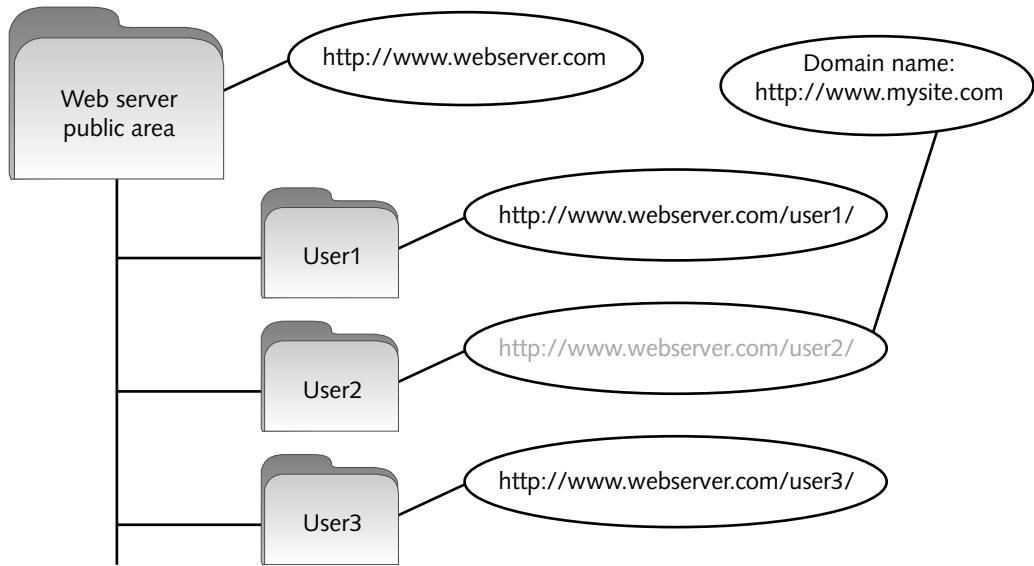 Web server
public area
http://www.webserver.com
Domain name:
http://www.mysite.com
User1
http://www.webserver.com/user1/
User2
http://www.webserver.com/user2/
User3
http://www.webserver.com/user3/